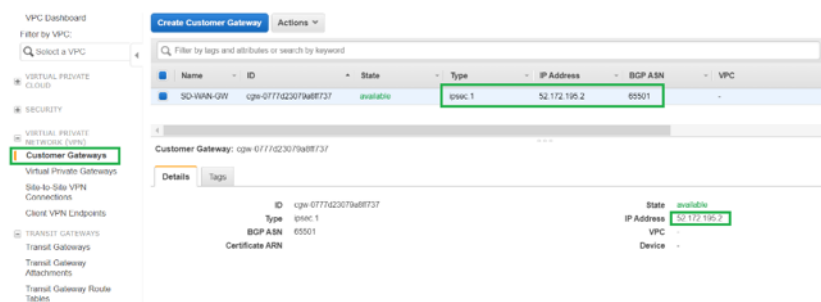 VPC Dashboard
Filter by VPC:
Select a VPC
VIRTUAL PRIVATE
CLOUD
SECURITY
VIRTUAL PRIVATE
NETWORK (VPN)
Customer Gateways
Virtual Private Gateways
Site-to-Site VPN
Connections
Client VPN Endpoints
TRANSIT GATEWAYS
Transit Gateways
Transit Gateway
Attachments
Transit Gateway Route
Tables
Create Customer Gateway Actions
Filter by tags and attributes or search by keyword
Name ID State Type IP Address BGP ASN VPC
SD-WAN-GW cgw-0777d23079a8ff737 available ipsec.1 52.172.195.2 65501 -
Customer Gateway: cgw-0777d23079a8ff737
Details Tags
ID cgw-0777d23079a8ff737 State available
Type ipsec.1 IP Address 52.172.195.2
BGP ASN 65501 VPC -
Certificate ARN Device -